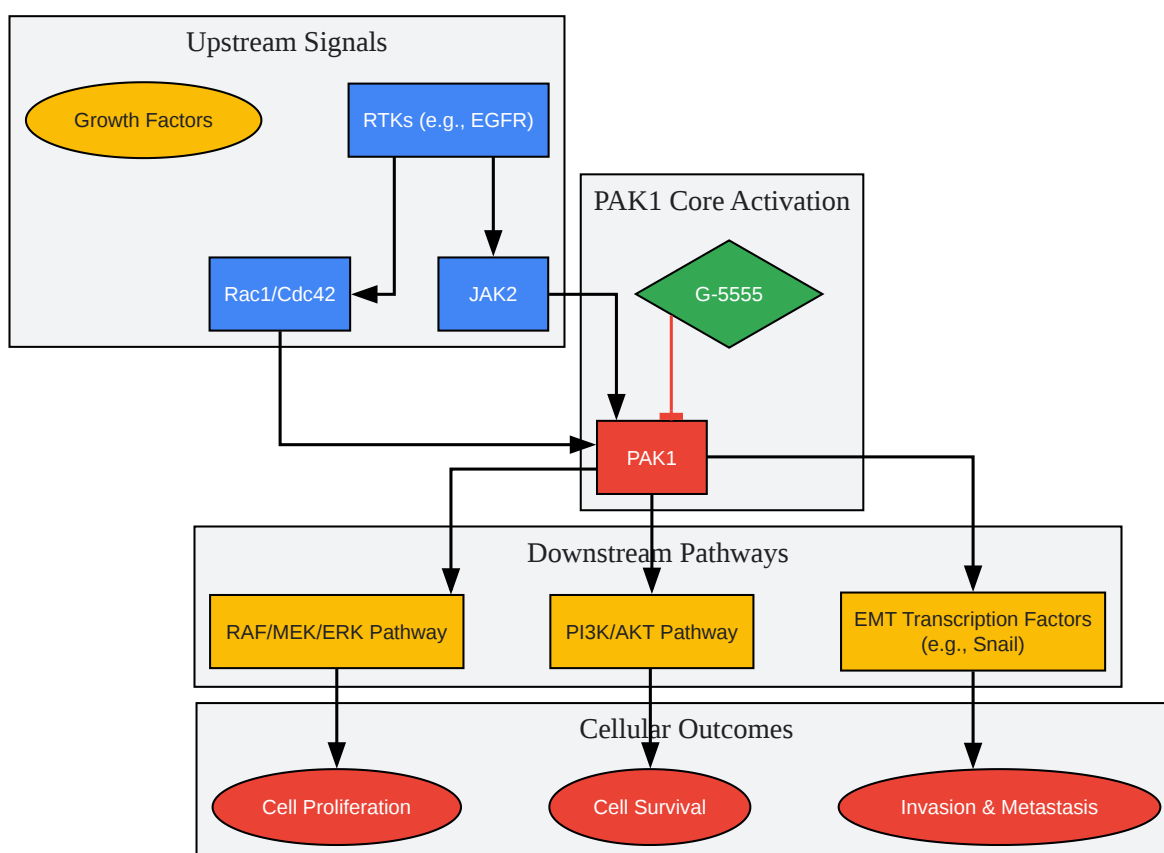 Upstream Signals
Growth Factors
RTKs (e.g., EGFR)
Rac1/Cdc42
JAK2
PAK1 Core Activation
G-5555
PAK1
Downstream Pathways
RAF/MEK/ERK Pathway
PI3K/AKT Pathway
EMT Transcription Factors
(e.g., Snail)
Cellular Outcomes
Cell Proliferation
Cell Survival
Invasion & Metastasis